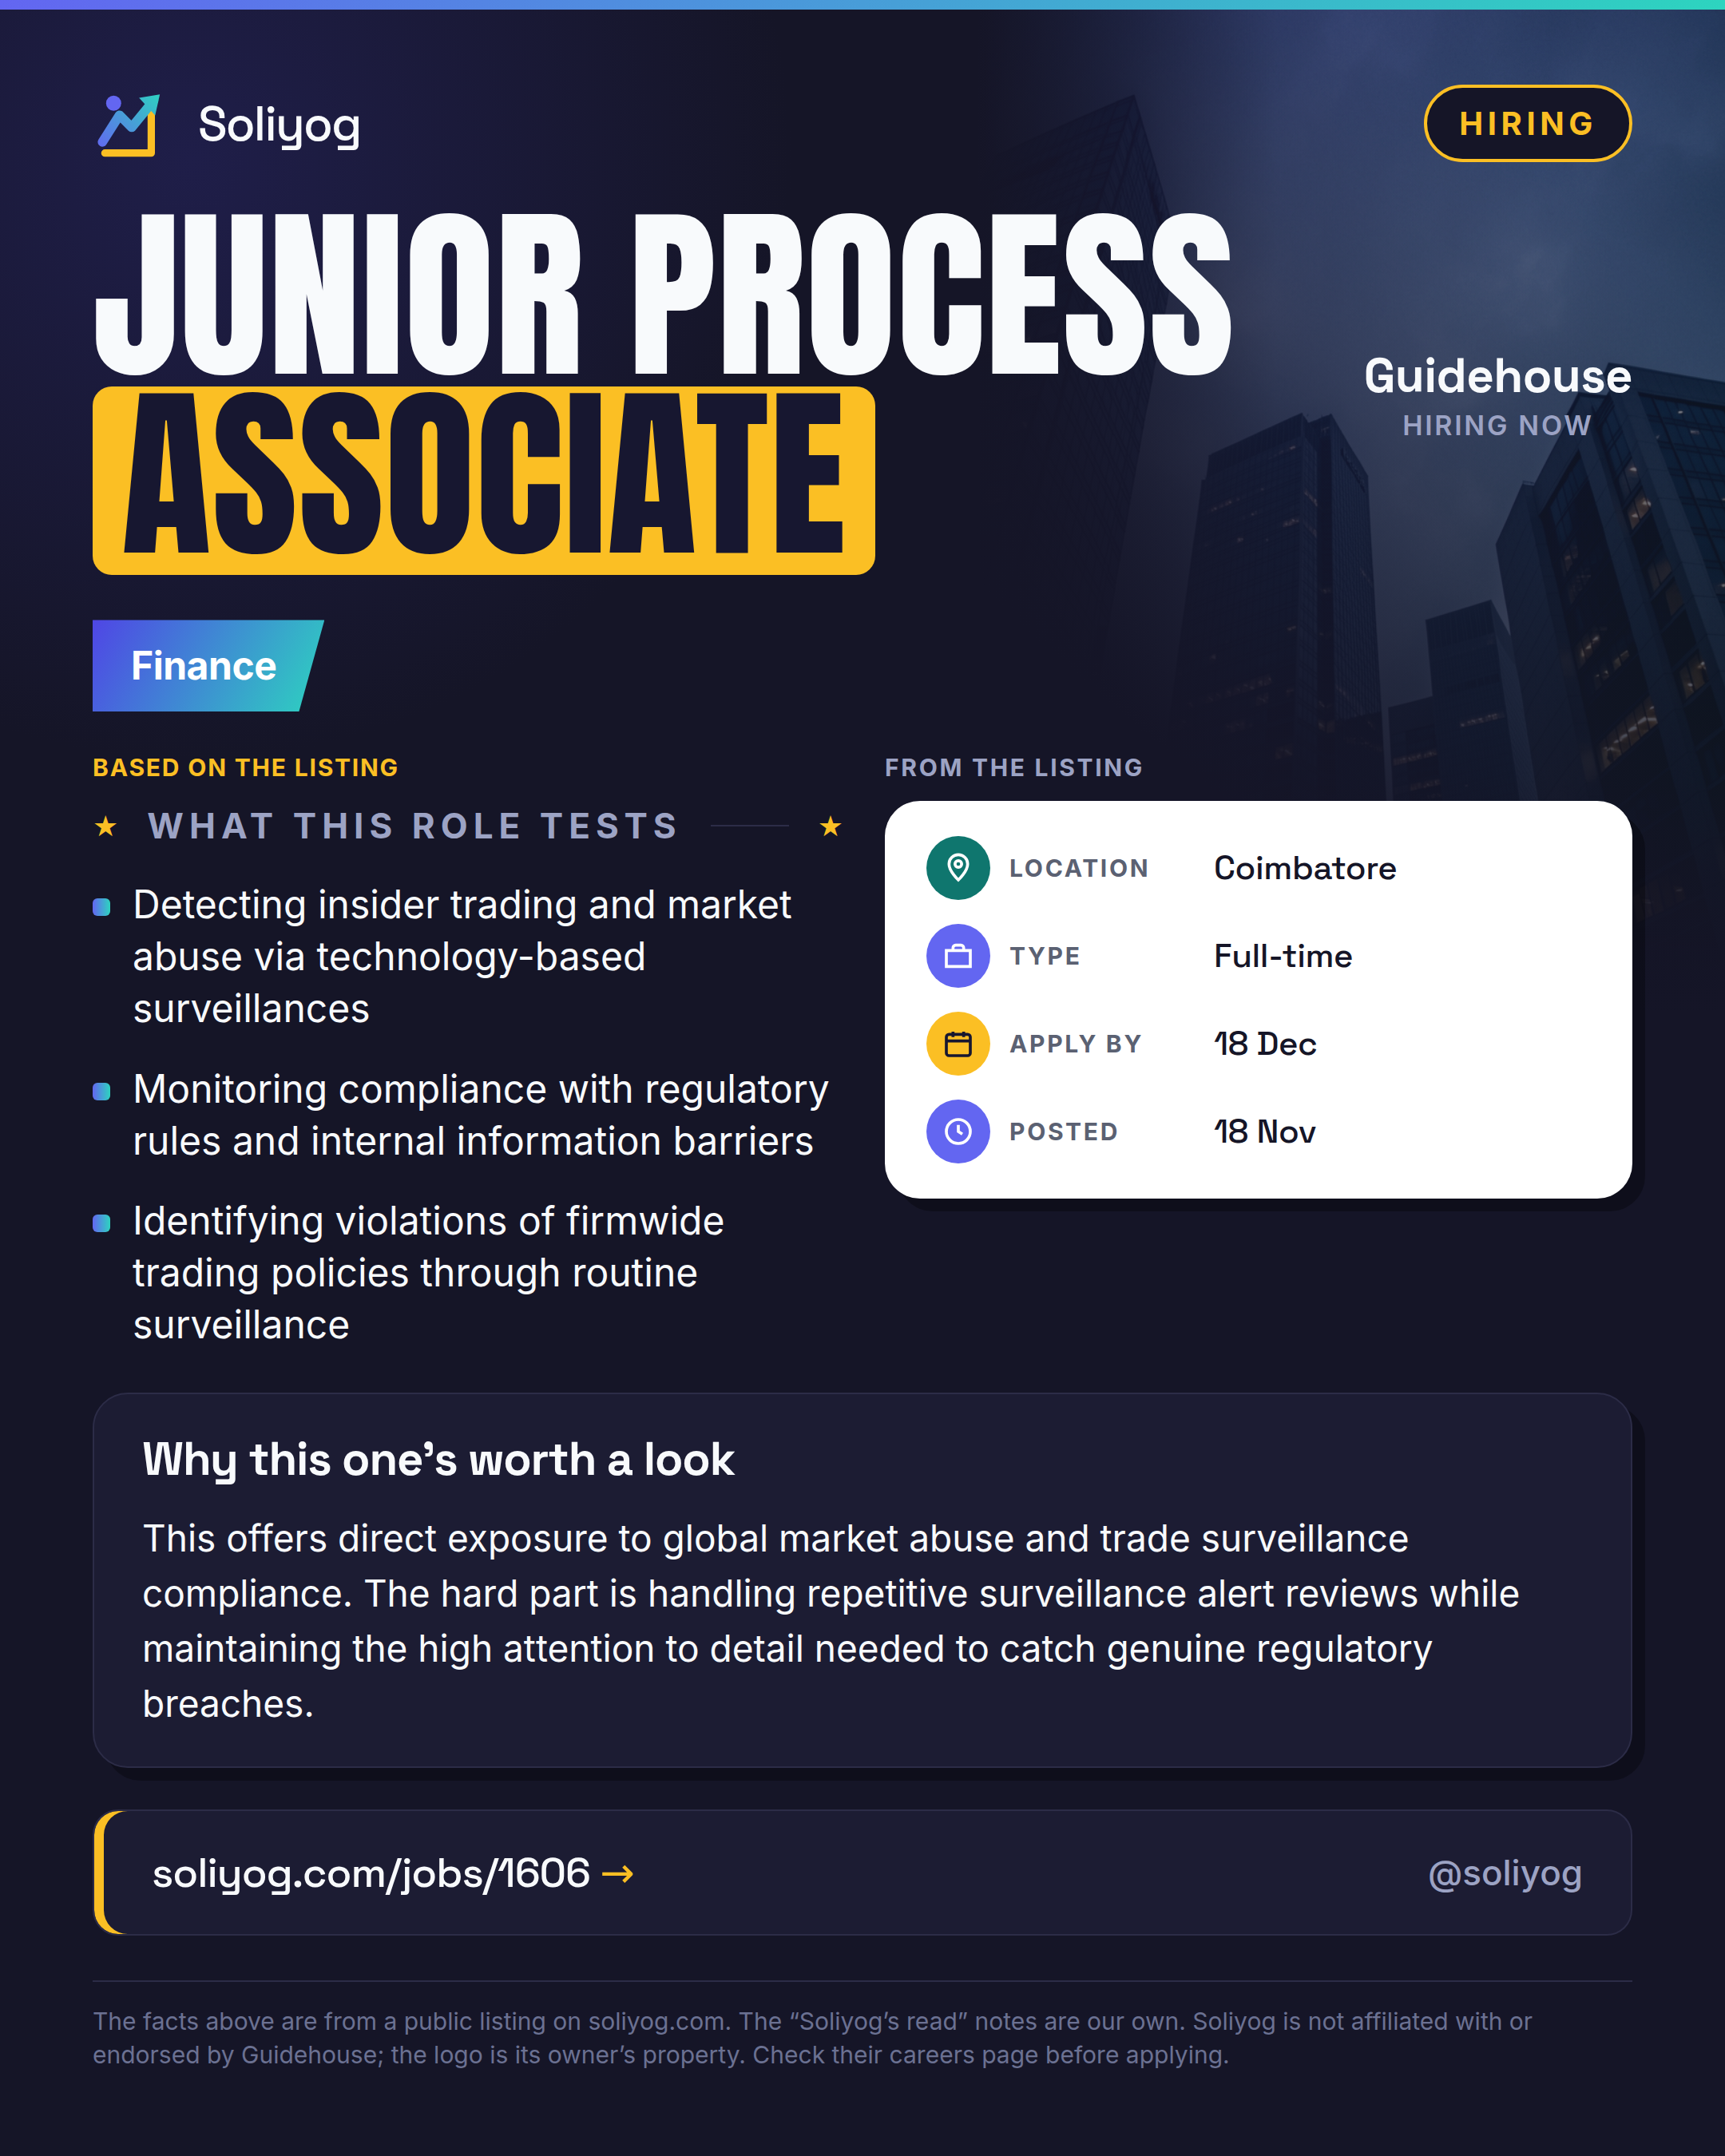 Soliyog
HIRING
JUNIOR PROCESS
ASSOCIATE
Guidehouse
HIRING NOW
Finance
BASED ON THE LISTING
★ WHAT THIS ROLE TESTS ★
Detecting insider trading and market
abuse via technology-based
surveillances
Monitoring compliance with regulatory
rules and internal information barriers
Identifying violations of firmwide
trading policies through routine
surveillance
FROM THE LISTING
LOCATION Coimbatore
TYPE Full-time
APPLY BY 18 Dec
POSTED 18 Nov
Why this one’s worth a look
This offers direct exposure to global market abuse and trade surveillance
compliance. The hard part is handling repetitive surveillance alert reviews while
maintaining the high attention to detail needed to catch genuine regulatory
breaches.
soliyog.com/jobs/1606 →
@soliyog
The facts above are from a public listing on soliyog.com. The “Soliyog’s read” notes are our own. Soliyog is not affiliated with or
endorsed by Guidehouse; the logo is its owner’s property. Check their careers page before applying.